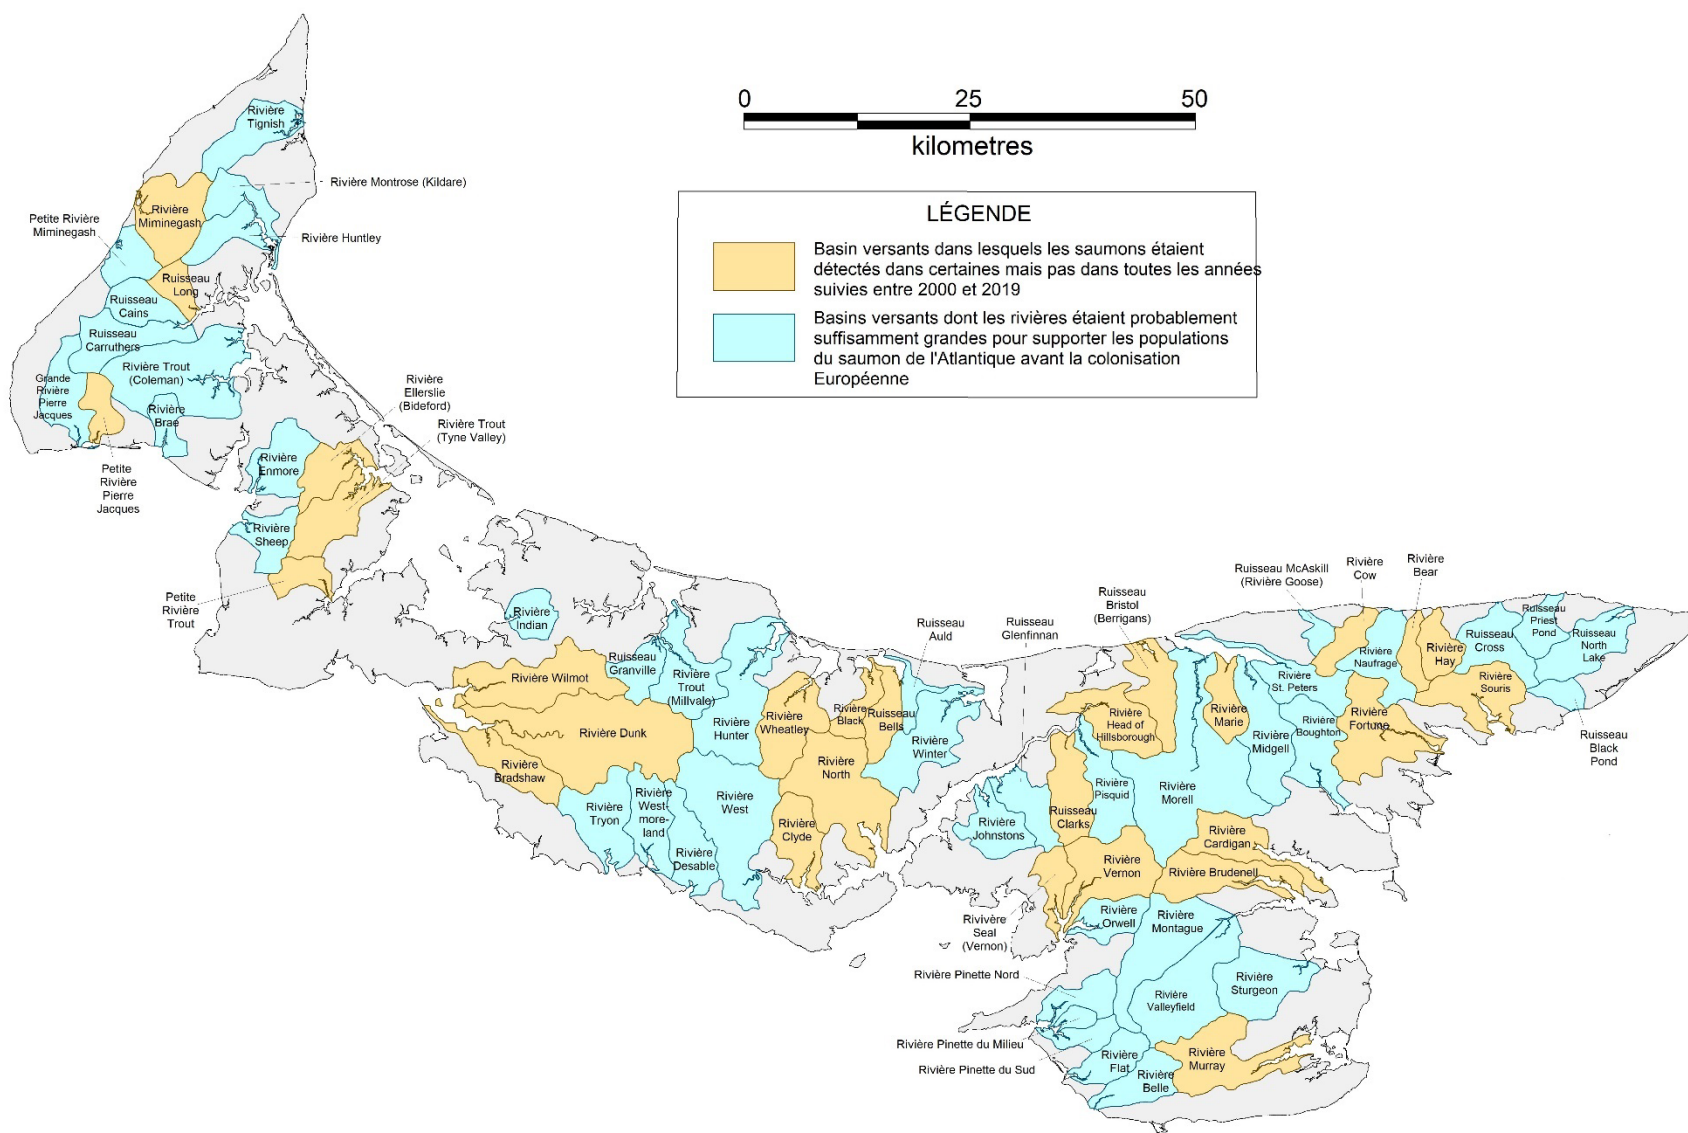 0 25 50
kilometres
LÉGENDE
Basin versants dans lesquels les saumons étaient
détectés dans certaines mais pas dans toutes les années
suivies entre 2000 et 2019
Basins versants dont les rivières étaient probablement
suffisamment grandes pour supporter les populations
du saumon de l'Atlantique avant la colonisation
Européenne
Rivière
Tignish
Rivière Montrose (Kildare)
Rivière
Miminegash
Petite Rivière
Miminegash
Rivière Huntley
Ruisseau
Long
Ruisseau
Cains
Ruisseau
Carruthers
Rivière Trout
(Coleman)
Grande
Rivière
Pierre
Jacques
Rivière
Brae
Petite
Rivière
Pierre
Jacques
Rivière
Ellerslie
(Bideford)
Rivière Trout
(Tyne Valley)
Rivière
Enmore
Rivière
Sheep
Petite
Rivière
Trout
Rivière
Indian
Rivière Wilmot
Ruisseau
Granville
Rivière
Trout
(Millvale)
Rivière Dunk
Rivière
Bradshaw
Rivière
Hunter
Rivière
Tryon
Rivière
West-
more-
land
Rivière
Desable
Rivière
West
Rivière
Wheatley
Rivière
Black
Ruisseau
Bells
Rivière
North
Rivière
Clyde
Ruisseau
Auld
Rivière
Winter
Ruisseau
Glenfinnan
Ruisseau
Bristol
(Berrigans)
Rivière
Head of
Hillsborough
Rivière
Johnstons
Ruisseau
Clarks
Rivière
Pisquid
Rivière
Morell
Rivière
Marie
Rivière
Midgell
Rivière
St. Peters
Rivière
Boughton
Ruisseau McAskill
(Rivière Goose)
Rivière
Cow
Rivière
Bear
Rivière
Naufrage
Rivière
Hay
Rivière
Fortune
Rivière
Souris
Ruisseau
Cross
Ruisseau
Priest
Pond
Ruisseau
North
Lake
Ruisseau
Black
Pond
Rivière
Cardigan
Rivière Brudenell
Rivière
Vernon
Rivivère
Seal
(Vernon)
Rivière
Orwell
Rivière
Montague
Rivière Pinette Nord
Rivière
Sturgeon
Rivière
Valleyfield
Rivière Pinette du Milieu
Rivière Pinette du Sud
Rivière
Flat
Rivière
Belle
Rivière
Murray